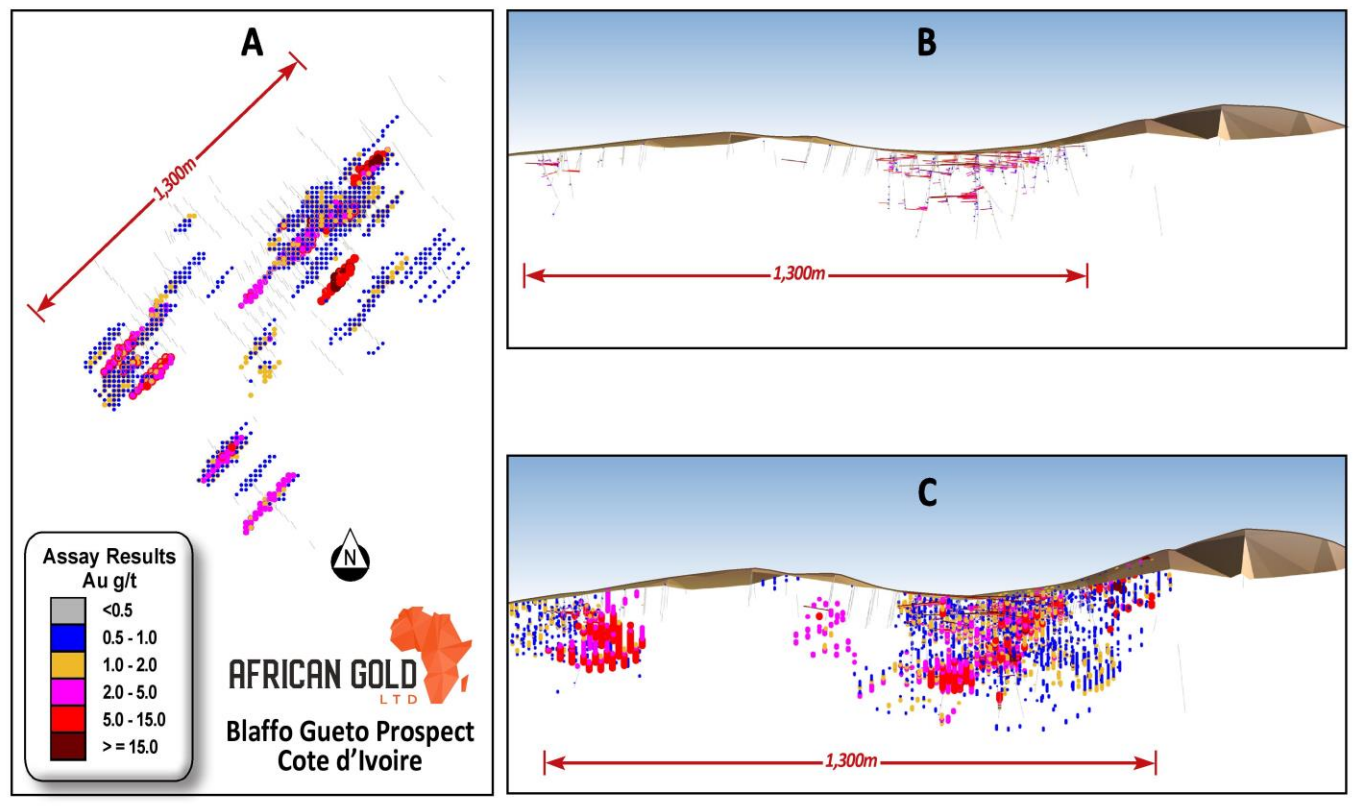 A
1,300m
N
Assay Results
Au g/t
<0.5
0.5 - 1.0
1.0 - 2.0
2.0 - 5.0
5.0 - 15.0
> = 15.0
AFRICAN GOLD
LTD
Blaffo Gueto Prospect
Cote d'Ivoire
B
1,300m
C
1,300m